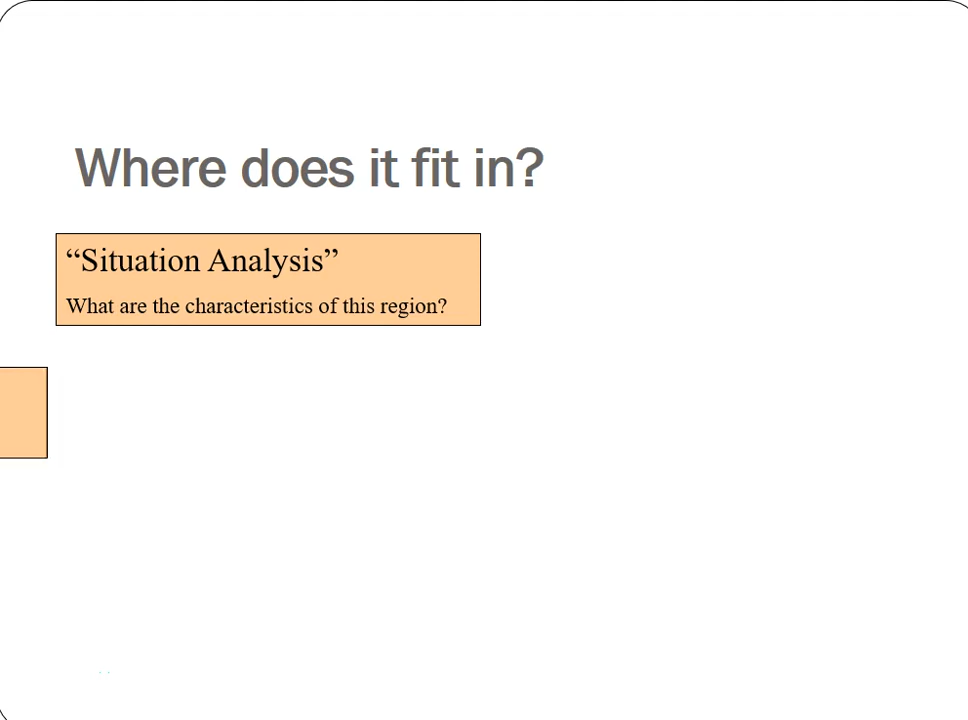 Where does it fit in?
“Situation Analysis”
What are the characteristics of this region?